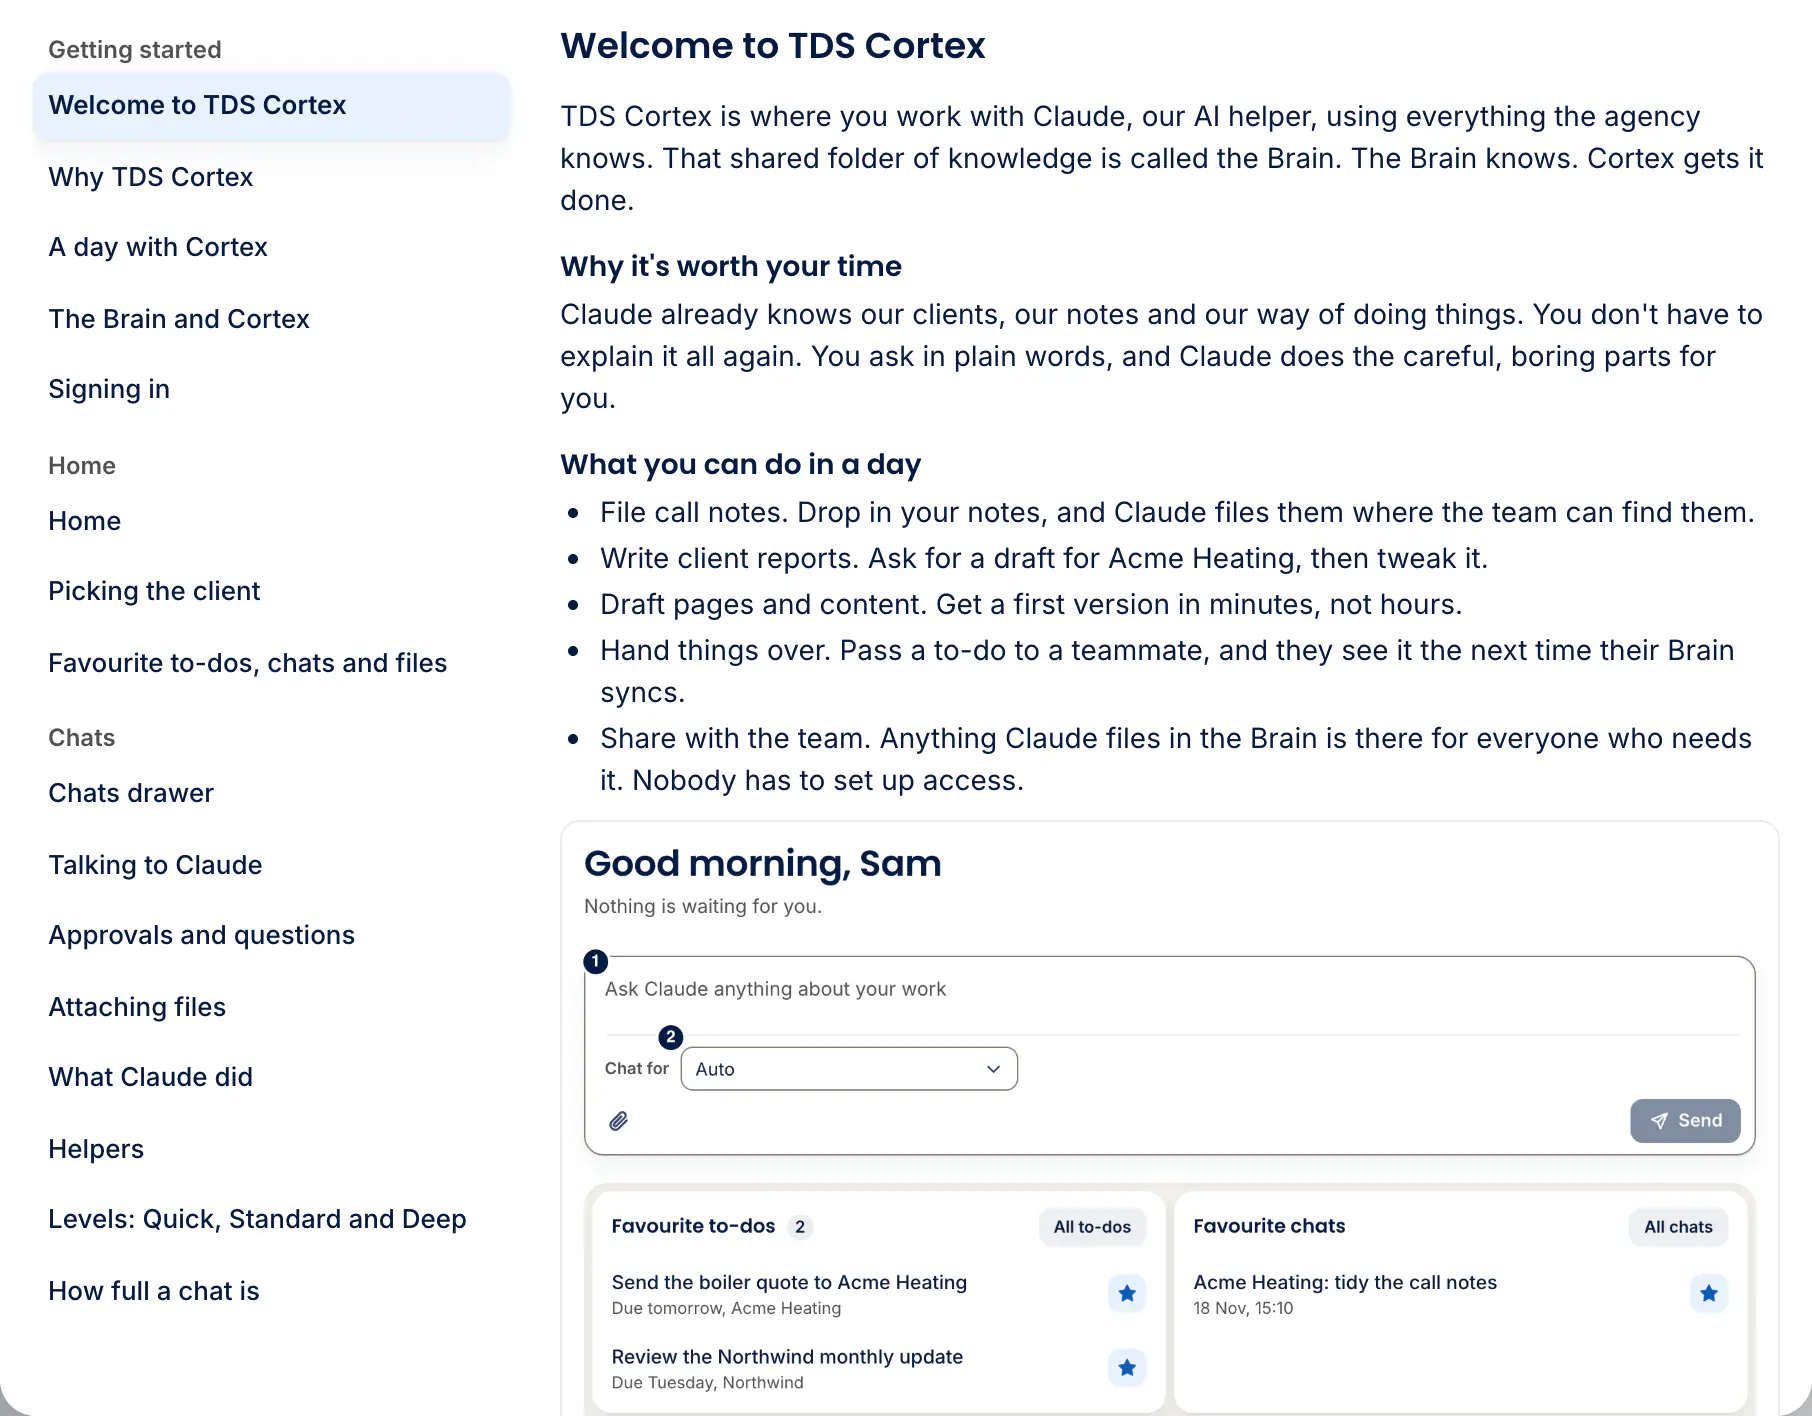 Getting started
Welcome to TDS Cortex
Why TDS Cortex
A day with Cortex
The Brain and Cortex
Signing in
Home
Home
Picking the client
Favourite to-dos, chats and files
Chats
Chats drawer
Talking to Claude
Approvals and questions
Attaching files
What Claude did
Helpers
Levels: Quick, Standard and Deep
How full a chat is
Welcome to TDS Cortex
TDS Cortex is where you work with Claude, our AI helper, using everything the agency
knows. That shared folder of knowledge is called the Brain. The Brain knows. Cortex gets it
done.
Why it's worth your time
Claude already knows our clients, our notes and our way of doing things. You don't have to
explain it all again. You ask in plain words, and Claude does the careful, boring parts for
you.
What you can do in a day
• File call notes. Drop in your notes, and Claude files them where the team can find them.
• Write client reports. Ask for a draft for Acme Heating, then tweak it.
• Draft pages and content. Get a first version in minutes, not hours.
• Hand things over. Pass a to-do to a teammate, and they see it the next time their Brain
syncs.
• Share with the team. Anything Claude files in the Brain is there for everyone who needs
it. Nobody has to set up access.
Good morning, Sam
Nothing is waiting for you.
1
Ask Claude anything about your work
2
Chat for Auto
Send
Favourite to-dos 2 All to-dos
Send the boiler quote to Acme Heating
Due tomorrow, Acme Heating
Review the Northwind monthly update
Due Tuesday, Northwind
Favourite chats All chats
Acme Heating: tidy the call notes
18 Nov, 15:10